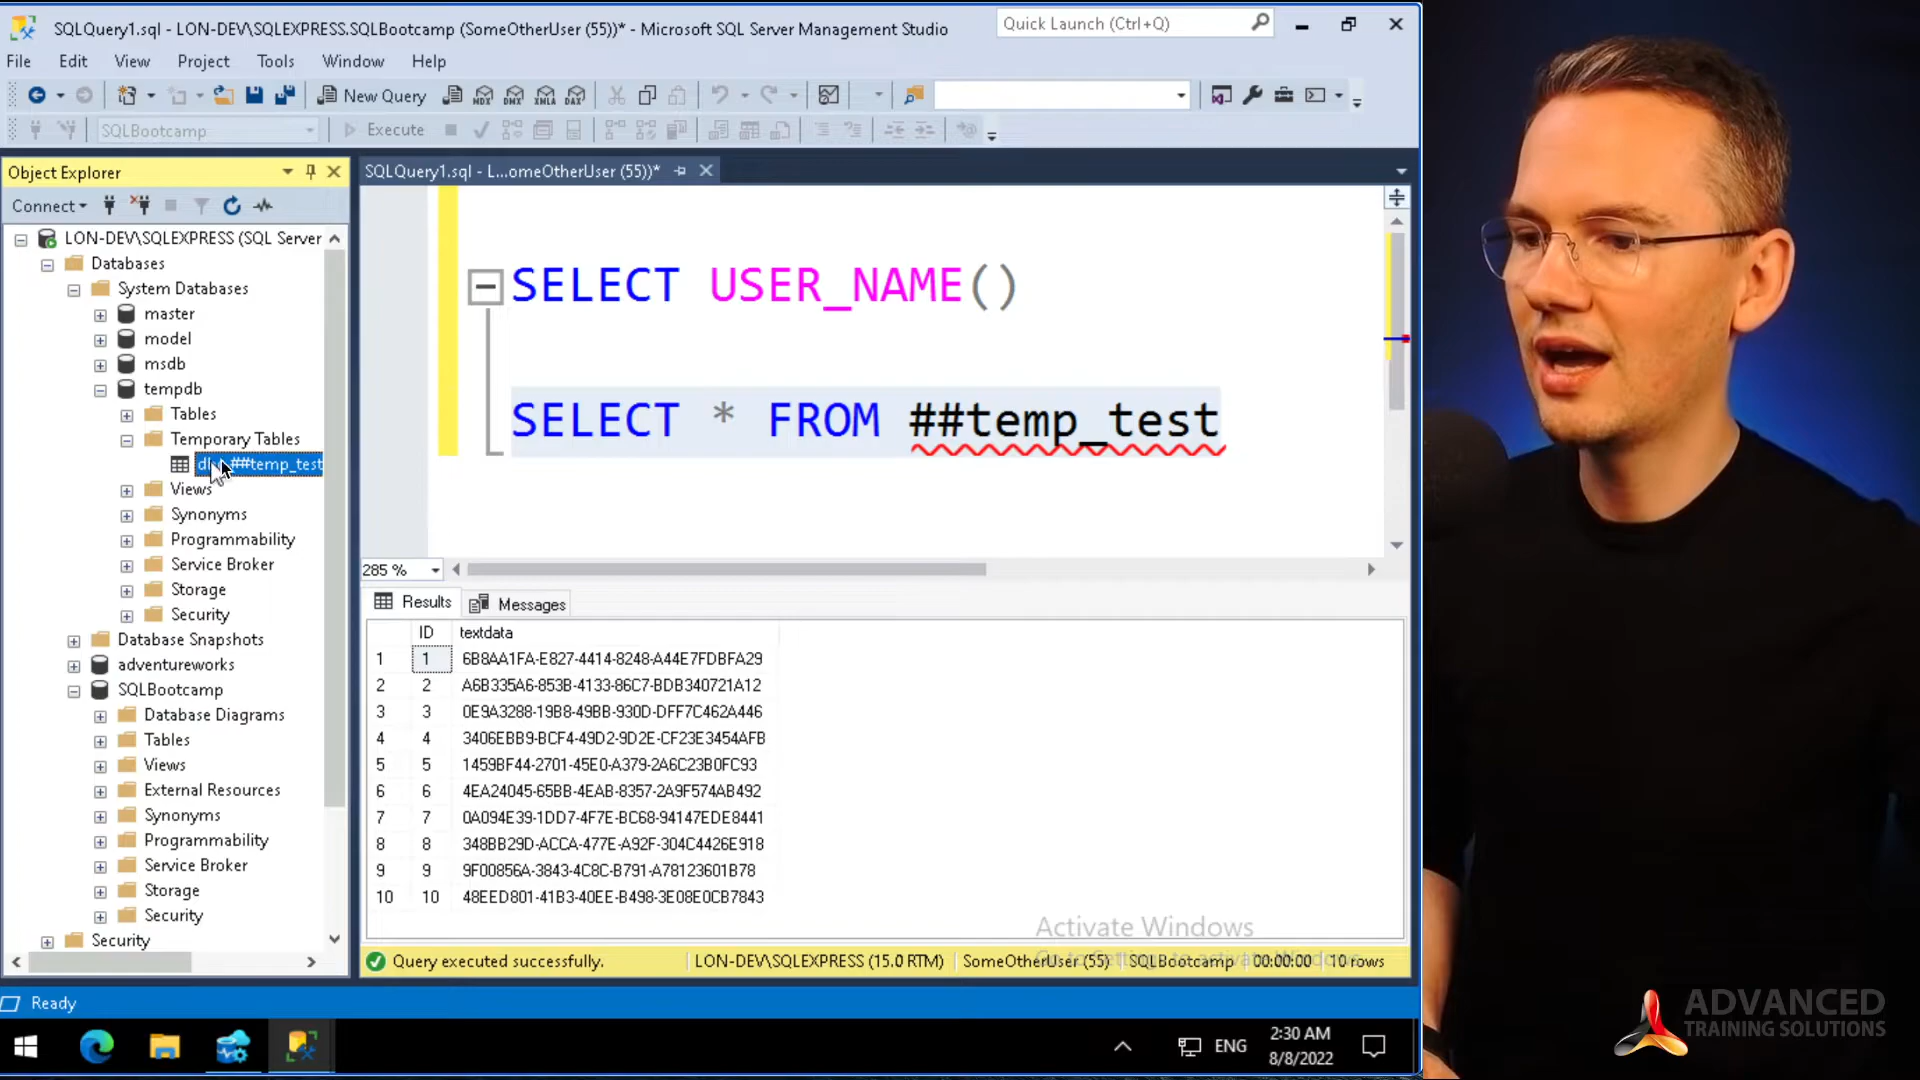 SQLQuery1.sql - LON-DEV\SQLEXPRESS.SQLBootcamp (SomeOtherUser (55))* - Microsoft SQL Server Management Studio
Quick Launch (Ctrl+Q)
File Edit View Project Tools Window Help
New Query MDX DMX XMLA DAX
SQLBootcamp Execute
Object Explorer
SQLQuery1.sql - L...omeOtherUser (55))*
Connect
LON-DEV\SQLEXPRESS (SQL Server
Databases
System Databases
master
model
msdb
tempdb
Tables
Temporary Tables
##temp_test
Views
Synonyms
Programmability
Service Broker
Storage
Security
Database Snapshots
adventureworks
SQLBootcamp
Database Diagrams
Tables
Views
External Resources
Synonyms
Programmability
Service Broker
Storage
Security
Security
SELECT USER_NAME()
SELECT * FROM ##temp_test
285 %
Results Messages
ID textdata
1 1 6B8AA1FA-E827-4414-8248-A44E7FDBFA29
2 2 A6B335A6-853B-4133-86C7-BDB340721A12
3 3 0E9A3288-19B8-49BB-930D-DFF7C462A446
4 4 3406EBB9-BCF4-49D2-9D2E-CF23E3454AFB
5 5 1459BF44-2701-45E0-A379-2A6C23B0FC93
6 6 4EA24045-65BB-4EAB-8357-2A9F574AB492
7 7 0A094E39-1DD7-4F7E-BC68-94147EDE8441
8 8 348BB29D-ACCA-477E-A92F-304C4426E918
9 9 9F00856A-3843-4C8C-B791-A78123601B78
10 10 48EED801-41B3-40EE-B498-3E08E0CB7843
Activate Windows
Query executed successfully. LON-DEV\SQLEXPRESS (15.0 RTM) SomeOtherUser (55) SQLBootcamp 00:00:00 10 rows
Ready
ENG
2:30 AM
8/8/2022
ADVANCED
TRAINING SOLUTIONS